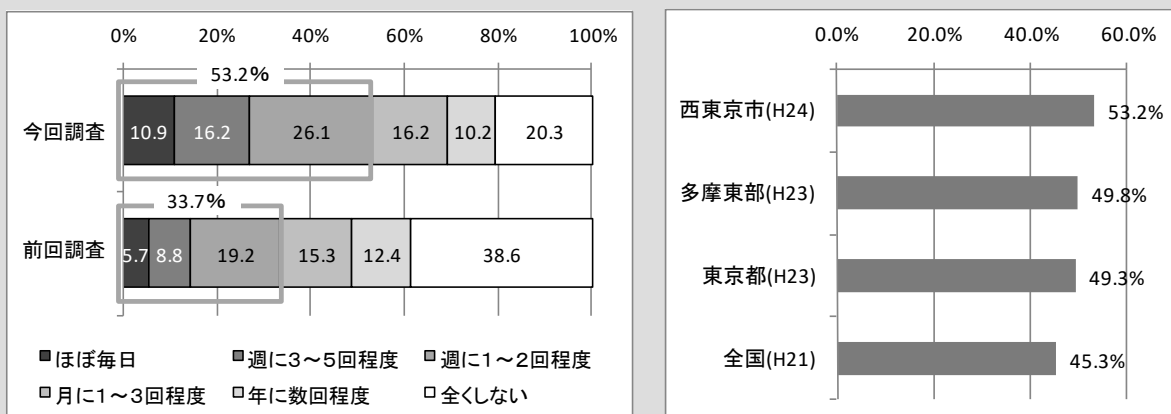 0% 20% 40% 60% 80% 100%
53.2%
今回調査 10.9 16.2 26.1 16.2 10.2 20.3
33.7%
前回調査 5.7 8.8 19.2 15.3 12.4 38.6
ほぼ毎日 週に3~5回程度 週に1~2回程度
月に1~3回程度 年に数回程度 全くしない
0.0% 20.0% 40.0% 60.0%
西東京市(H24) 53.2%
多摩東部(H23) 49.8%
東京都(H23) 49.3%
全国(H21) 45.3%